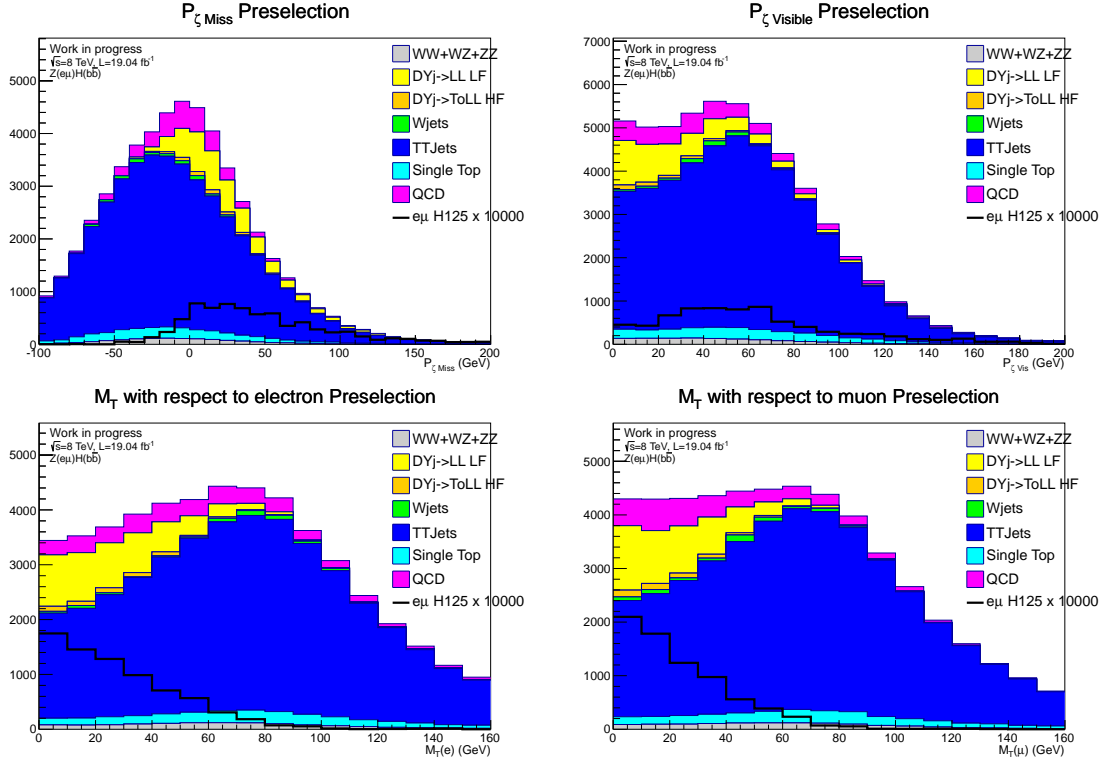 P ζ Miss Preselection
Work in progress
√s=8 TeV, L=19.04 fb-1
Z(eμ)H(bb̄)
WW+WZ+ZZ
DYj->LL LF
DYj->ToLL HF
Wjets
TTJets
Single Top
QCD
eμ H125 x 10000
5000
4000
3000
2000
1000
0
-100 -50 0 50 100 150 200
P ζ Miss (GeV)
P ζ Visible Preselection
Work in progress
√s=8 TeV, L=19.04 fb-1
Z(eμ)H(bb̄)
WW+WZ+ZZ
DYj->LL LF
DYj->ToLL HF
Wjets
TTJets
Single Top
QCD
eμ H125 x 10000
7000
6000
5000
4000
3000
2000
1000
0
0 20 40 60 80 100 120 140 160 180 200
P ζ Vis (GeV)
M T with respect to electron Preselection
Work in progress
√s=8 TeV, L=19.04 fb-1
Z(eμ)H(bb̄)
WW+WZ+ZZ
DYj->LL LF
DYj->ToLL HF
Wjets
TTJets
Single Top
QCD
eμ H125 x 10000
5000
4000
3000
2000
1000
0
0 20 40 60 80 100 120 140 160
M T(e) (GeV)
M T with respect to muon Preselection
Work in progress
√s=8 TeV, L=19.04 fb-1
Z(eμ)H(bb̄)
WW+WZ+ZZ
DYj->LL LF
DYj->ToLL HF
Wjets
TTJets
Single Top
QCD
eμ H125 x 10000
5000
4000
3000
2000
1000
0
0 20 40 60 80 100 120 140 160
M T(μ) (GeV)